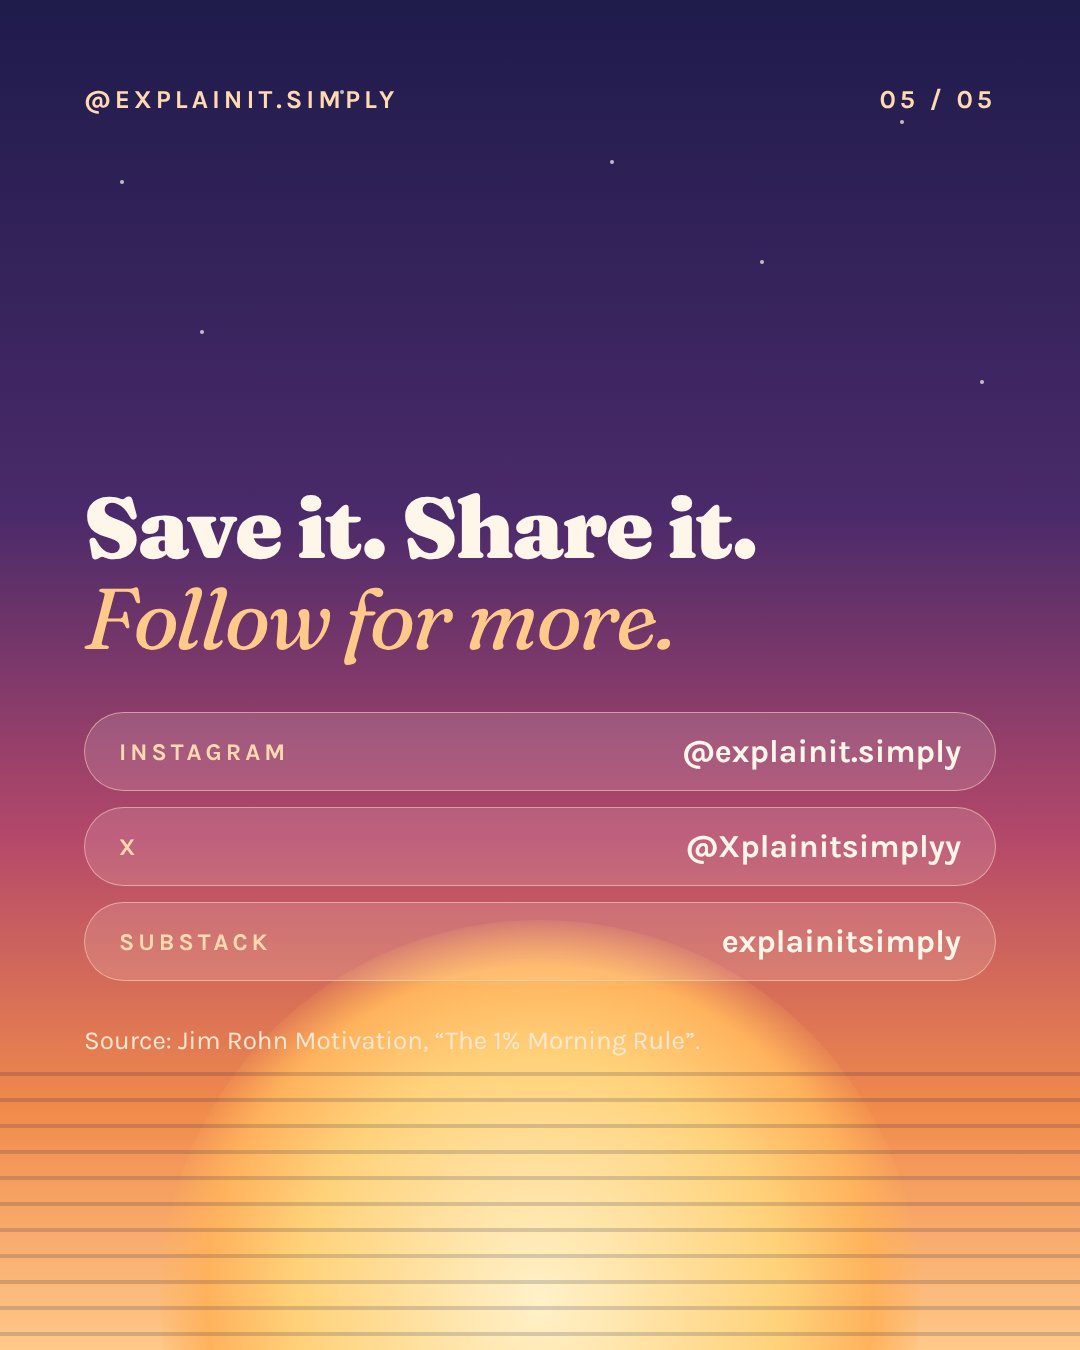 @EXPLAINIT.SIMPLY
05 / 05
Save it. Share it.
Follow for more.
INSTAGRAM @explainit.simply
X @Xplainitsimplyy
SUBSTACK explainitsimply
Source: Jim Rohn Motivation, “The 1% Morning Rule”.